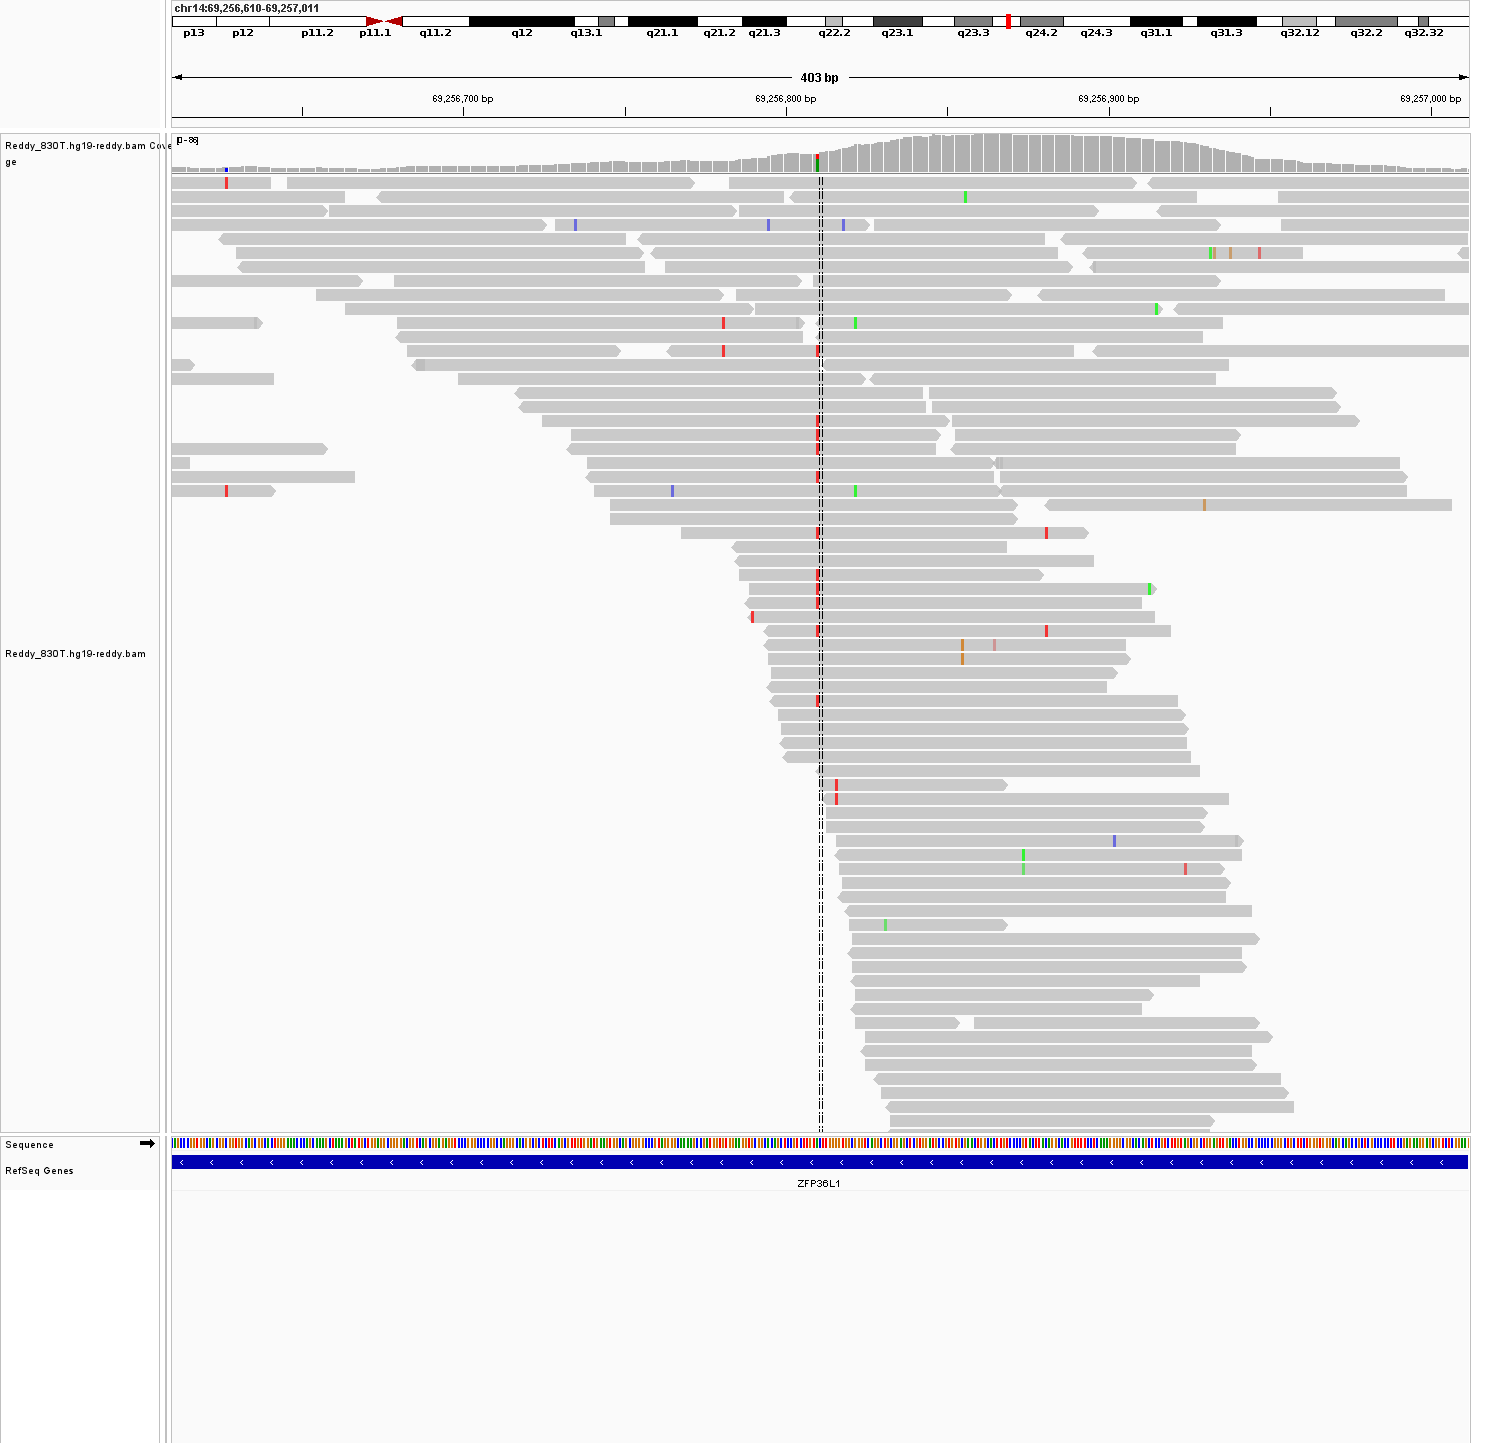 chr14:69,256,610-69,257,011
p13 p12 p11.2 p11.1 q11.2 q12 q13.1 q21.1 q21.2 q21.3 q22.2 q23.1 q23.3 q24.2 q24.3 q31.1 q31.3 q32.12 q32.2 q32.32
403 bp
69,256,700 bp 69,256,800 bp 69,256,900 bp 69,257,000 bp
[0-86]
Reddy_830T.hg19-reddy.bam Cove
ge
Reddy_830T.hg19-reddy.bam
Sequence
RefSeq Genes
ZFP36L1